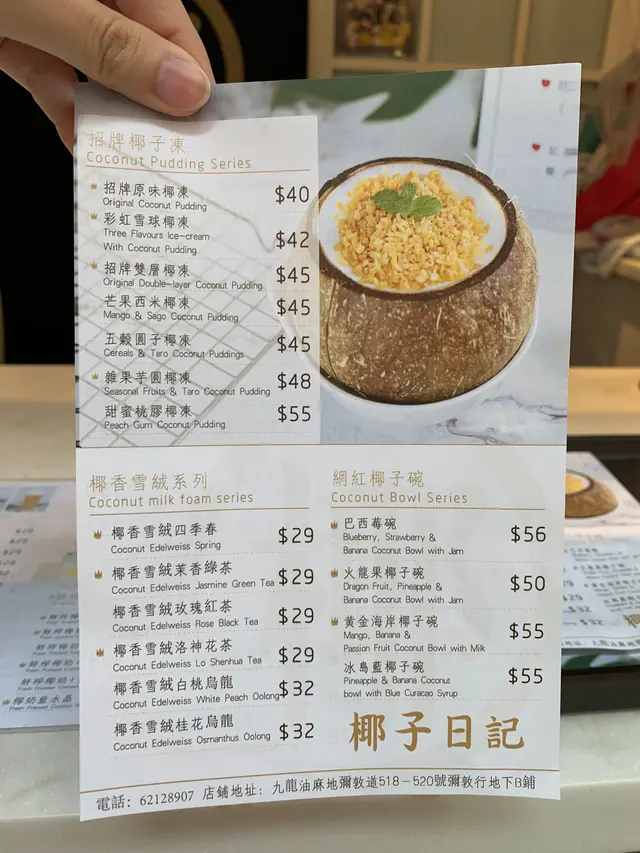 招牌椰子凍
Coconut Pudding Series
招牌原味椰凍
Original Coconut Pudding
$40
彩虹雪球椰凍
Three Flavours Ice-cream
With Coconut Pudding
$42
招牌雙層椰凍
Original Double-layer Coconut Pudding
$45
芒果西米椰凍
Mango & Sago Coconut Pudding
$45
五穀圓子椰凍
Cereals & Taro Coconut Puddings
$45
雜果芋圓椰凍
Seasonal Fruits & Taro Coconut Pudding
$48
甜蜜桃膠椰凍
Peach Gum Coconut Pudding
$55
椰香雪絨系列
Coconut milk foam series
椰香雪絨四季春
Coconut Edelweiss Spring
$29
椰香雪絨茉香綠茶
Coconut Edelweiss Jasmine Green Tea
$29
椰香雪絨玫瑰紅茶
Coconut Edelweiss Rose Black Tea
$29
椰香雪絨洛神花茶
Coconut Edelweiss Lo Shenhua Tea
$29
椰香雪絨白桃烏龍
Coconut Edelweiss White Peach Oolong
$32
椰香雪絨桂花烏龍
Coconut Edelweiss Osmanthus Oolong
$32
網紅椰子碗
Coconut Bowl Series
巴西莓碗
Blueberry, Strawberry &
Banana Coconut Bowl with Jam
$56
火龍果椰子碗
Dragon Fruit, Pineapple &
Banana Coconut Bowl with Jam
$50
黄金海岸椰子碗
Mango, Banana &
Passion Fruit Coconut Bowl with Milk
$55
冰島藍椰子碗
Pineapple & Banana Coconut
bowl with Blue Curacao Syrup
$55
椰子日記
電話: 62128907 店鋪地址: 九龍油麻地彌敦道518-520號彌敦行地下B鋪